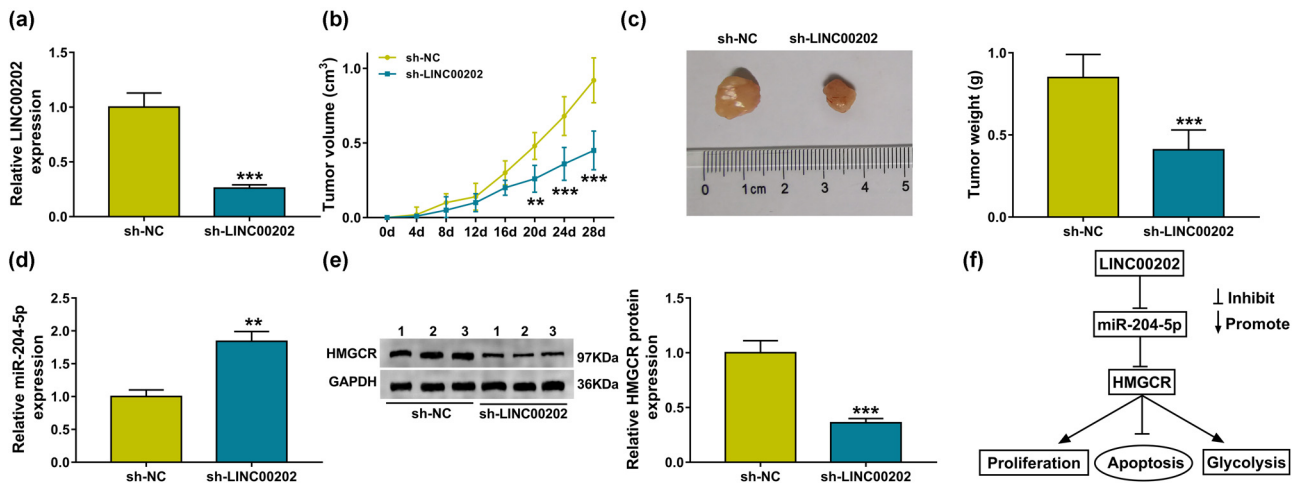 (a)
Relative LINC00202
expression
1.5
1.0
0.5
0.0
***
sh-NC sh-LINC00202
(b)
Tumor volume (cm3)
1.0
0.5
0.0
sh-NC
sh-LINC00202
** *** ***
0d 4d 8d 12d 16d 20d 24d 28d
(c)
sh-NC sh-LINC00202
0 1cm 2 3 4 5
Tumor weight (g)
1.0
0.5
0.0
***
sh-NC sh-LINC00202
(d)
Relative miR-204-5p
expression
2.5
2.0
1.5
1.0
0.5
0.0
**
sh-NC sh-LINC00202
(e)
1 2 3 1 2 3
HMGCR 97KDa
GAPDH 36KDa
sh-NC sh-LINC00202
Relative HMGCR protein
expression
1.5
1.0
0.5
0.0
***
sh-NC sh-LINC00202
(f)
LINC00202
Inhibit
miR-204-5p
Promote
HMGCR
Proliferation Apoptosis Glycolysis